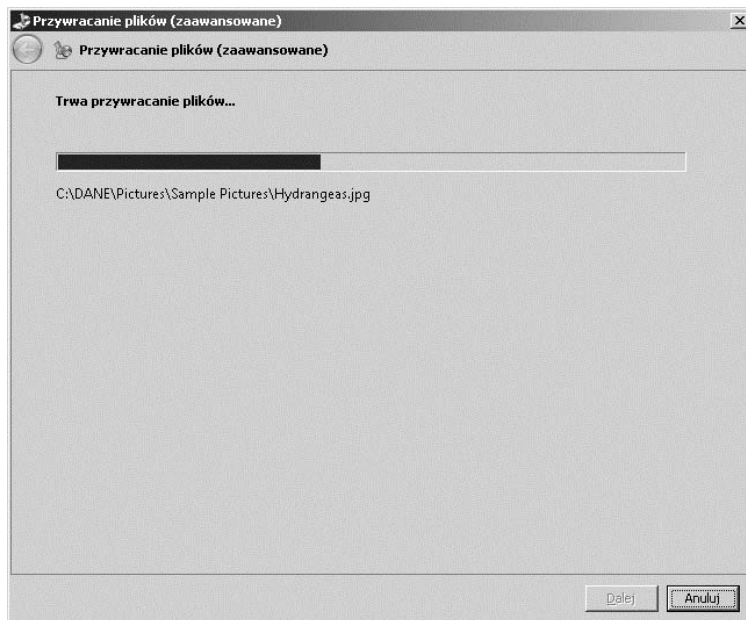 Przywracanie plików (zaawansowane)
Przywracanie plików (zaawansowane)
Trwa przywracanie plików...
C:\DANE\Pictures\Sample Pictures\Hydrangeas.jpg
Dalej
Anuluj